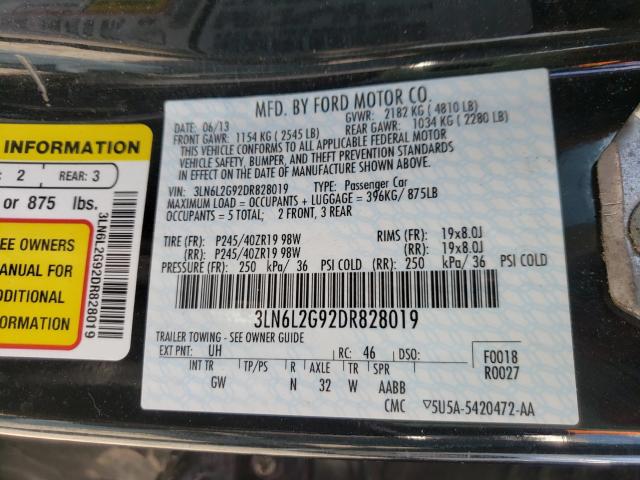 INFORMATION
: 2 REAR: 3
or 875 lbs.
SEE OWNERS
MANUAL FOR
ADDITIONAL
INFORMATION
3LN6L2G92DR828019
MFD. BY FORD MOTOR CO.
DATE: 06/13 GVWR: 2182 KG ( 4810 LB)
FRONT GAWR: 1154 KG ( 2545 LB) REAR GAWR: 1034 KG ( 2280 LB)
THIS VEHICLE CONFORMS TO ALL APPLICABLE FEDERAL MOTOR
VEHICLE SAFETY, BUMPER, AND THEFT PREVENTION STANDARDS
IN EFFECT ON THE DATE OF MANUFACTURE SHOWN ABOVE.
VIN: 3LN6L2G92DR828019 TYPE: Passenger Car
MAXIMUM LOAD = OCCUPANTS + LUGGAGE = 396KG/ 875LB
OCCUPANTS = 5 TOTAL; 2 FRONT, 3 REAR
TIRE (FR): P245/40ZR19 98W RIMS (FR): 19x8.0J
(RR): P245/40ZR19 98W (RR): 19x8.0J
PRESSURE (FR): 250 kPa/ 36 PSI COLD (RR): 250 kPa/ 36 PSI COLD
3LN6L2G92DR828019
TRAILER TOWING - SEE OWNER GUIDE
EXT PNT: UH RC: 46 DSO:
F0018
R0027
INT TR TP/PS R AXLE TR SPR
GW N 32 W AABB
CMC ▽5U5A-5420472-AA